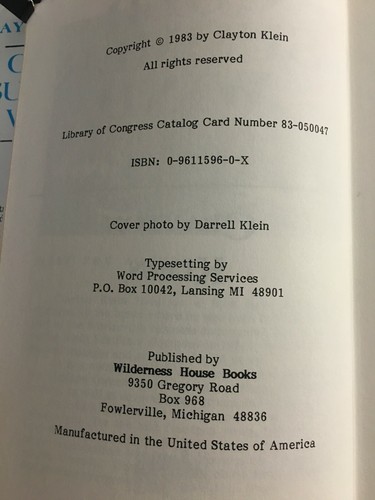 Copyright © 1983 by Clayton Klein
All rights reserved
Library of Congress Catalog Card Number 83-050047
ISBN: 0-9611596-0-X
Cover photo by Darrell Klein
Typesetting by
Word Processing Services
P.O. Box 10042, Lansing MI 48901
Published by
Wilderness House Books
9350 Gregory Road
Box 968
Fowlerville, Michigan 48836
Manufactured in the United States of America